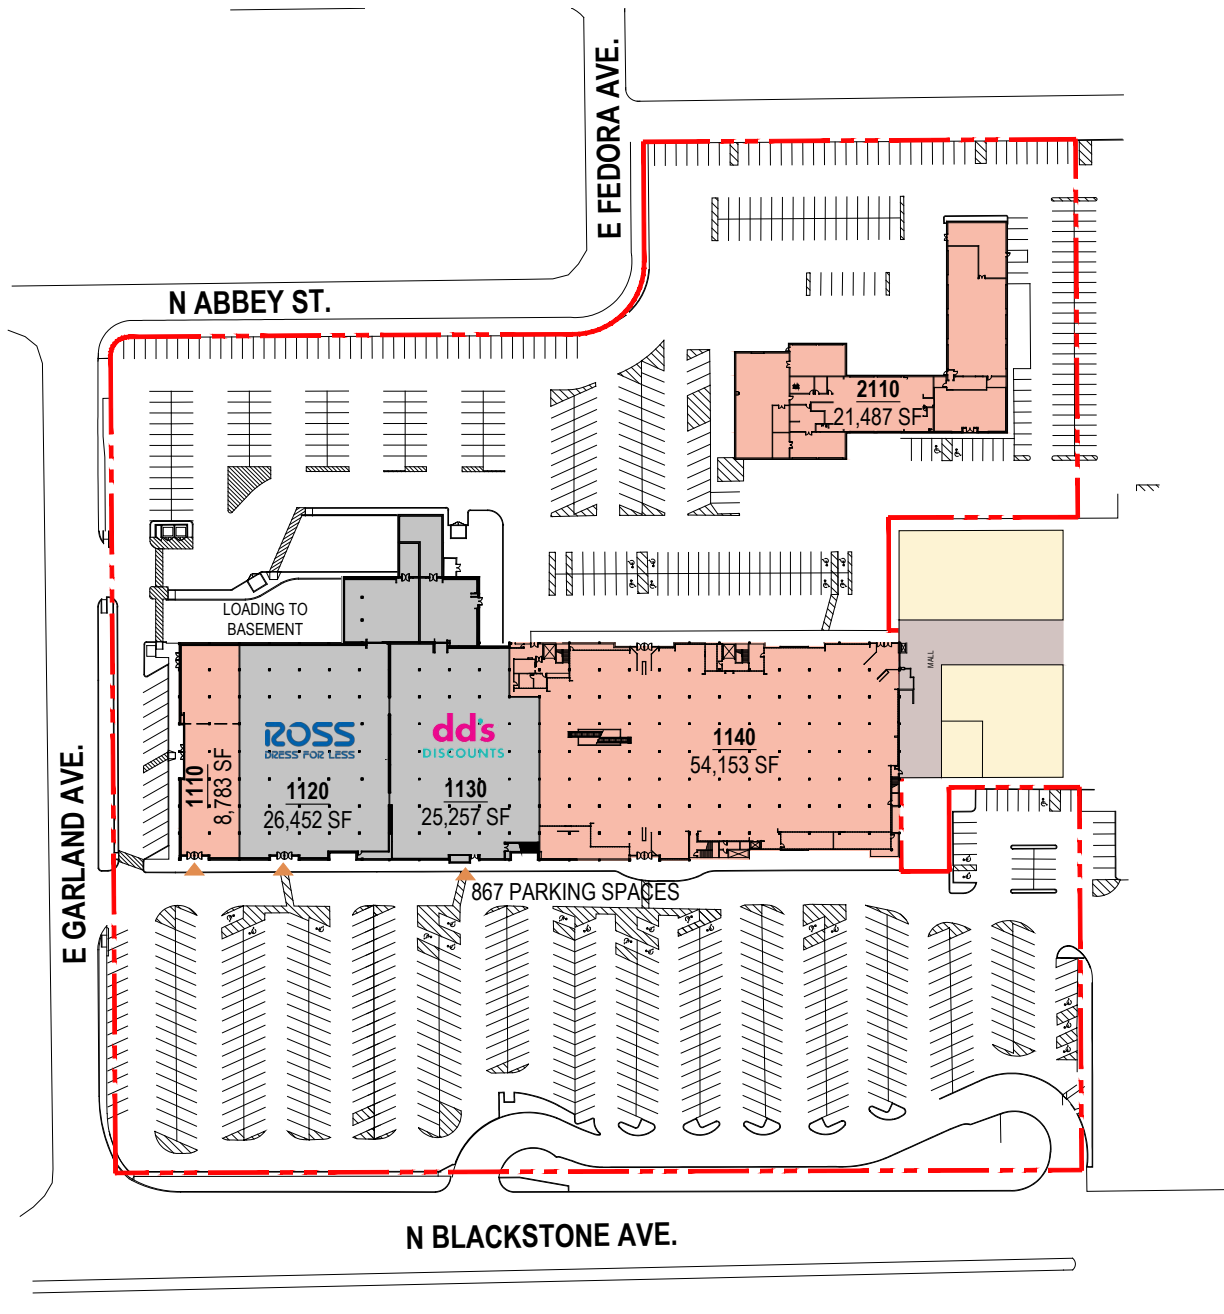 E FEDORA AVE.
N ABBEY ST.
2110
21,487 SF
LOADING TO
BASEMENT
MALL
ROSS
DRESS FOR LESS
dd's
DISCOUNTS
1140
54,153 SF
1110
8,783 SF
1120
26,452 SF
1130
25,257 SF
E GARLAND AVE.
867 PARKING SPACES
N BLACKSTONE AVE.